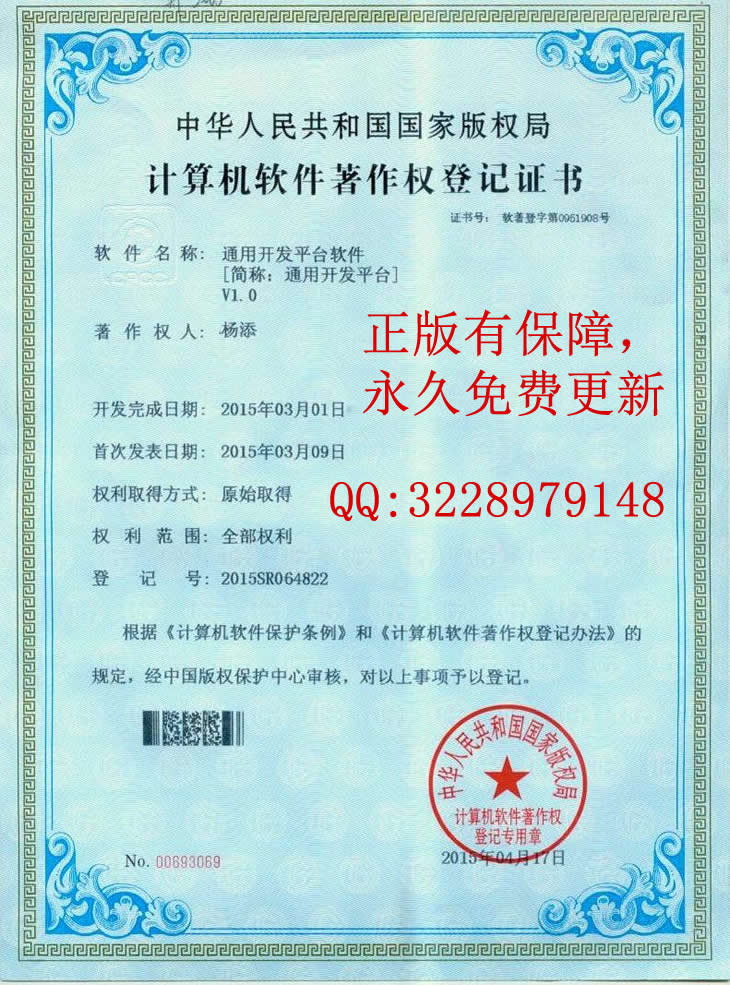 中华人民共和国国家版权局
计算机软件著作权登记证书
证书号: 软著登字第0961908号
软件名称: 通用开发平台软件
[简称: 通用开发平台]
V1.0
著作权人: 杨添
正版有保障,
永久免费更新
开发完成日期: 2015年03月01日
首次发表日期: 2015年03月09日
权利取得方式: 原始取得
QQ:3228979148
权利范围: 全部权利
登记号: 2015SR064822
根据《计算机软件保护条例》和《计算机软件著作权登记办法》的
规定, 经中国版权保护中心审核, 对以上事项予以登记。
中华人民共和国国家版权局
计算机软件著作权
登记专用章
No. 00693069
2015年04月17日